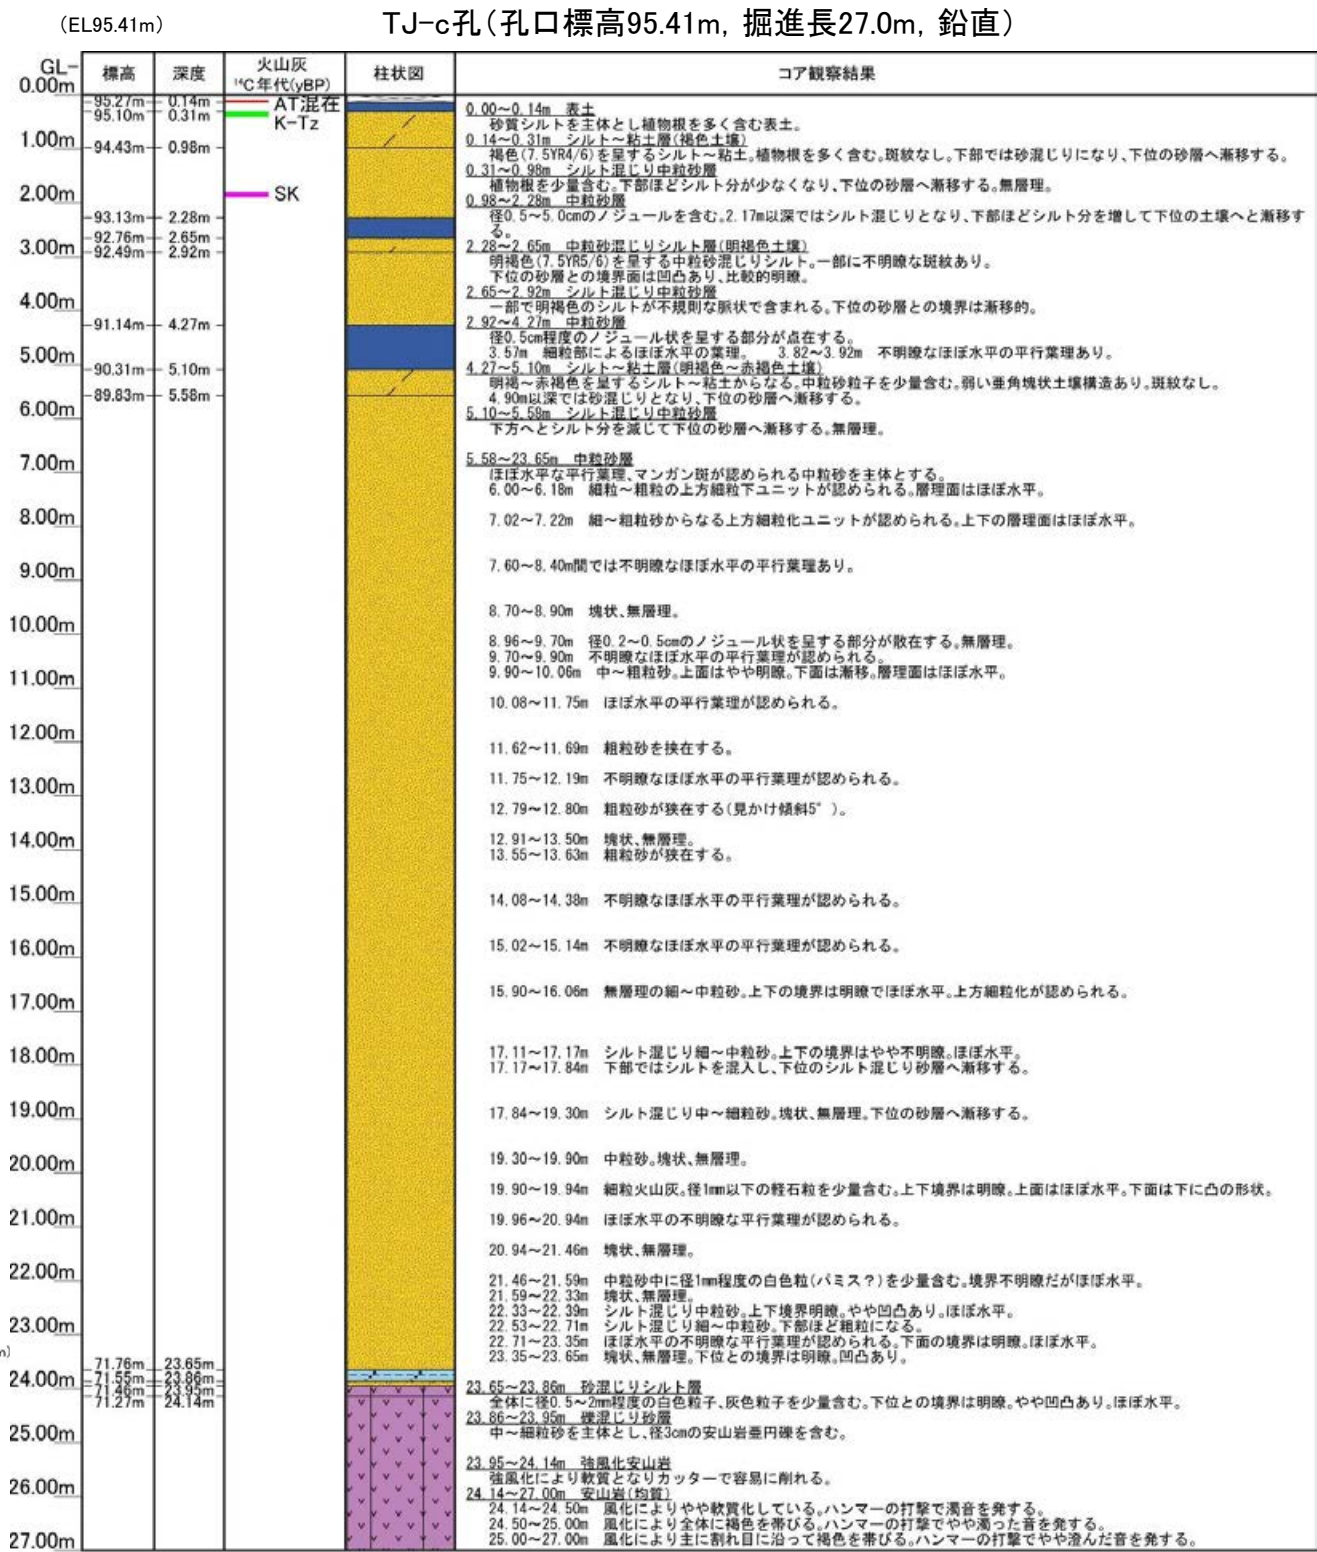 (EL95.41m)
TJ-c孔(孔口標高95.41m, 掘進長27.0m, 鉛直)
GL-
0.00m
標高
深度
火山灰
¹⁴C年代(yBP)
柱状図
コア観察結果
95.27m 0.14m
95.10m 0.31m
94.43m 0.98m
93.13m 2.28m
92.76m 2.65m
92.49m 2.92m
91.14m 4.27m
90.31m 5.10m
89.83m 5.58m
71.76m 23.65m
71.55m 23.86m
71.46m 23.95m
71.27m 24.14m
AT混在
K-Tz
SK
1.00m
2.00m
3.00m
4.00m
5.00m
6.00m
7.00m
8.00m
9.00m
10.00m
11.00m
12.00m
13.00m
14.00m
15.00m
16.00m
17.00m
18.00m
19.00m
20.00m
21.00m
22.00m
23.00m
24.00m
25.00m
26.00m
27.00m
m)
0.00~0.14m 表土
砂質シルトを主体とし植物根を多く含む表土。
0.14~0.31m シルト~粘土層(褐色土壌)
褐色(7.5YR4/6)を呈するシルト~粘土。植物根を多く含む。斑紋なし。下部では砂混じりになり、下位の砂層へ漸移する。
0.31~0.98m シルト混じり中粒砂層
植物根を少量含む。下部ほどシルト分が少なくなり、下位の砂層へ漸移する。無層理。
0.98~2.28m 中粒砂層
径0.5~5.0cmのノジュールを含む。2.17m以深ではシルト混じりとなり、下部ほどシルト分を増して下位の土壌へと漸移す
る。
2.28~2.65m 中粒砂混じりシルト層(明褐色土壌)
明褐色(7.5YR5/6)を呈する中粒砂混じりシルト。一部に不明瞭な斑紋あり。
下位の砂層との境界面は凹凸あり、比較的明瞭。
2.65~2.92m シルト混じり中粒砂層
一部で明褐色のシルトが不規則な脈状で含まれる。下位の砂層との境界は漸移的。
2.92~4.27m 中粒砂層
径0.5cm程度のノジュール状を呈する部分が点在する。
3.57m 細粒部によるほぼ水平の葉理。 3.82~3.92m 不明瞭なほぼ水平の平行葉理あり。
4.27~5.10m シルト~粘土層(明褐色~赤褐色土壌)
明褐~赤褐色を呈するシルト~粘土からなる。中粒砂粒子を少量含む。弱い亜角塊状土壌構造あり。斑紋なし。
4.90m以深では砂混じりとなり、下位の砂層へ漸移する。
5.10~5.58m シルト混じり中粒砂層
下方へとシルト分を減じて下位の砂層へ漸移する。無層理。
5.58~23.65m 中粒砂層
ほぼ水平な平行葉理、マンガン斑が認められる中粒砂を主体とする。
6.00~6.18m 細粒~粗粒の上方細粒下ユニットが認められる。層理面はほぼ水平。
7.02~7.22m 細~粗粒砂からなる上方細粒化ユニットが認められる。上下の層理面はほぼ水平。
7.60~8.40m間では不明瞭なほぼ水平の平行葉理あり。
8.70~8.90m 塊状、無層理。
8.96~9.70m 径0.2~0.5cmのノジュール状を呈する部分が散在する。無層理。
9.70~9.90m 不明瞭なほぼ水平の平行葉理が認められる。
9.90~10.06m 中~粗粒砂。上面はやや明瞭。下面は漸移。層理面はほぼ水平。
10.08~11.75m ほぼ水平の平行葉理が認められる。
11.62~11.69m 粗粒砂を挟在する。
11.75~12.19m 不明瞭なほぼ水平の平行葉理が認められる。
12.79~12.80m 粗粒砂が狭在する(見かけ傾斜5° )。
12.91~13.50m 塊状、無層理。
13.55~13.63m 粗粒砂が狭在する。
14.08~14.38m 不明瞭なほぼ水平の平行葉理が認められる。
15.02~15.14m 不明瞭なほぼ水平の平行葉理が認められる。
15.90~16.06m 無層理の細~中粒砂。上下の境界は明瞭でほぼ水平。上方細粒化が認められる。
17.11~17.17m シルト混じり細~中粒砂。上下の境界はやや不明瞭。ほぼ水平。
17.17~17.84m 下部ではシルトを混入し、下位のシルト混じり砂層へ漸移する。
17.84~19.30m シルト混じり中~細粒砂。塊状、無層理。下位の砂層へ漸移する。
19.30~19.90m 中粒砂。塊状、無層理。
19.90~19.94m 細粒火山灰。径1mm以下の軽石粒を少量含む。上下境界は明瞭。上面はほぼ水平。下面は下に凸の形状。
19.96~20.94m ほぼ水平の不明瞭な平行葉理が認められる。
20.94~21.46m 塊状、無層理。
21.46~21.59m 中粒砂中に径1mm程度の白色粒(パミス?)を少量含む。境界不明瞭だがほぼ水平。
21.59~22.33m 塊状、無層理。
22.33~22.39m シルト混じり中粒砂。上下境界明瞭。やや凹凸あり。ほぼ水平。
22.53~22.71m シルト混じり細~中粒砂。下部ほど粗粒になる。
22.71~23.35m ほぼ水平の不明瞭な平行葉理が認められる。下面の境界は明瞭。ほぼ水平。
23.35~23.65m 塊状、無層理。下位との境界は明瞭。凹凸あり。
23.65~23.86m 砂混じりシルト層
全体に径0.5~2mm程度の白色粒子、灰色粒子を少量含む。下位との境界は明瞭。やや凹凸あり。ほぼ水平。
23.86~23.95m 礫混じり砂層
中~細粒砂を主体とし、径3cmの安山岩亜円礫を含む。
23.95~24.14m 強風化安山岩
強風化により軟質となりカッターで容易に削れる。
24.14~27.00m 安山岩(均質)
24.14~24.50m 風化によりやや軟質化している。ハンマーの打撃で濁音を発する。
24.50~25.00m 風化により全体に褐色を帯びる。ハンマーの打撃でやや濁った音を発する。
25.00~27.00m 風化により主に割れ目に沿って褐色を帯びる。ハンマーの打撃でやや澄んだ音を発する。